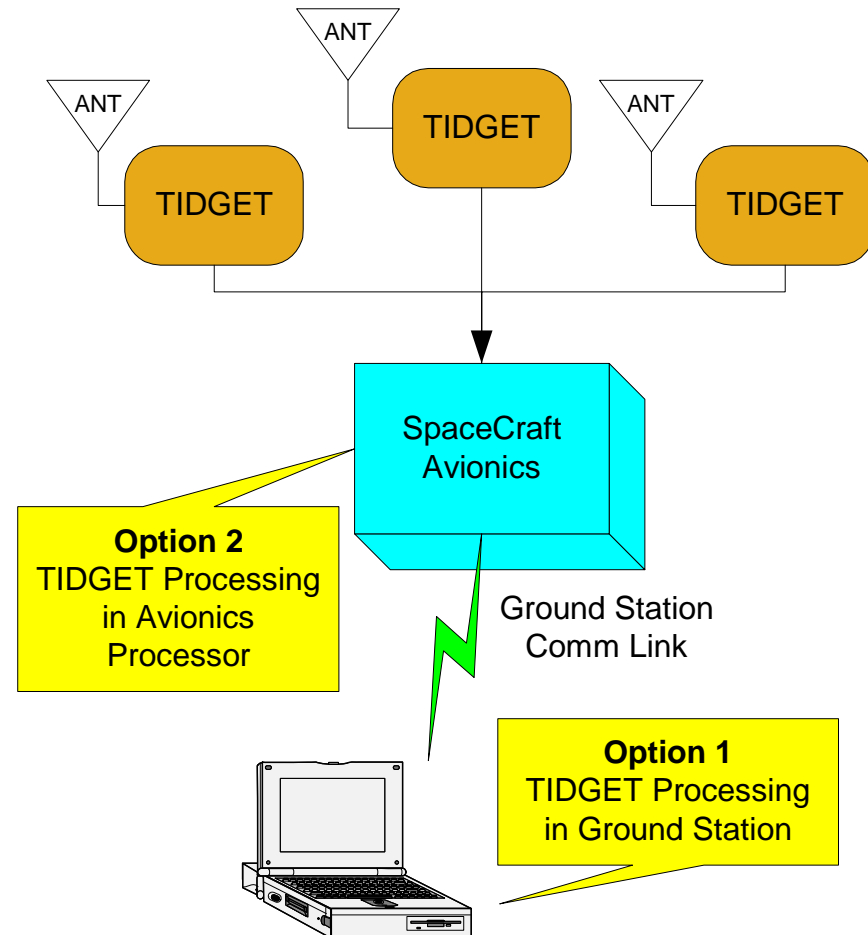 ANT
ANT
ANT
TIDGET
TIDGET
TIDGET
SpaceCraft
Avionics
Option 2
TIDGET Processing
in Avionics
Processor
Ground Station
Comm Link
Option 1
TIDGET Processing
in Ground Station